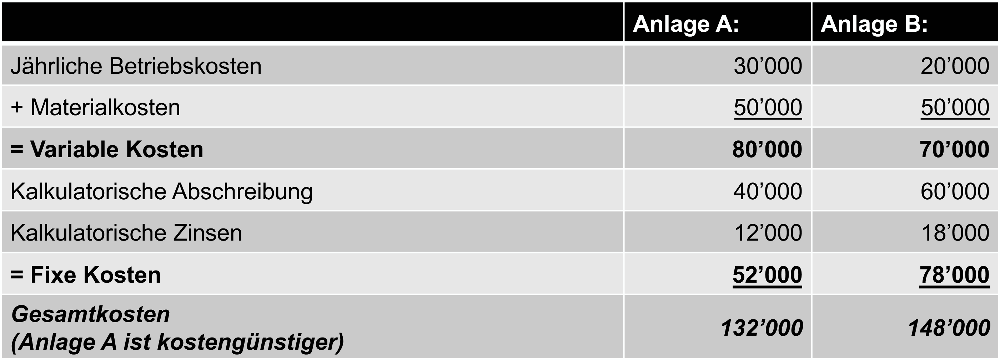 Anlage A: Anlage B:
Jährliche Betriebskosten 30’000 20’000
+ Materialkosten 50’000 50’000
= Variable Kosten 80’000 70’000
Kalkulatorische Abschreibung 40’000 60’000
Kalkulatorische Zinsen 12’000 18’000
= Fixe Kosten 52’000 78’000
Gesamtkosten
(Anlage A ist kostengünstiger) 132’000 148’000